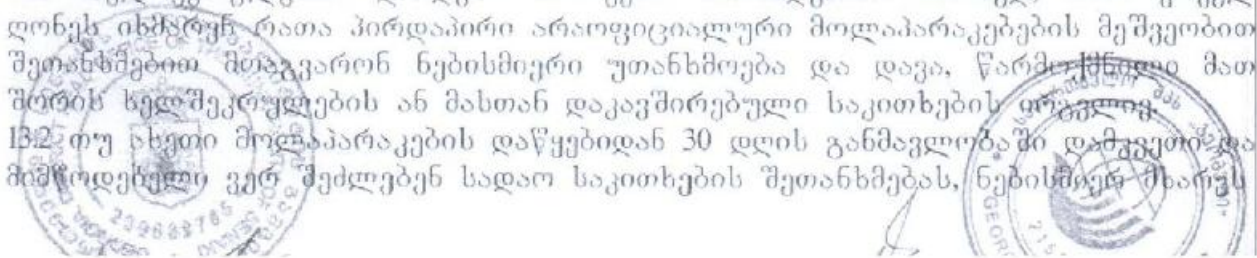 ღონეს იხმარენ რათა პირდაპირი არაოფიციალური მოლაპარაკებების მეშვეობით
შეთანხმებით მოაგვარონ ნებისმიერი უთანხმოება და დავა, წარმოქმნილი მათ
შორის ხელშეკრულების ან მასთან დაკავშირებული საკითხების ირგვლივ.
13.2 თუ ასეთი მოლაპარაკების დაწყებიდან 30 დღის განმავლობაში დამკვეთი და
მიმწოდებელი ვერ შეძლებენ სადაო საკითხების შეთანხმებას, ნებისმიერ მხარეს
239688785
GEOR